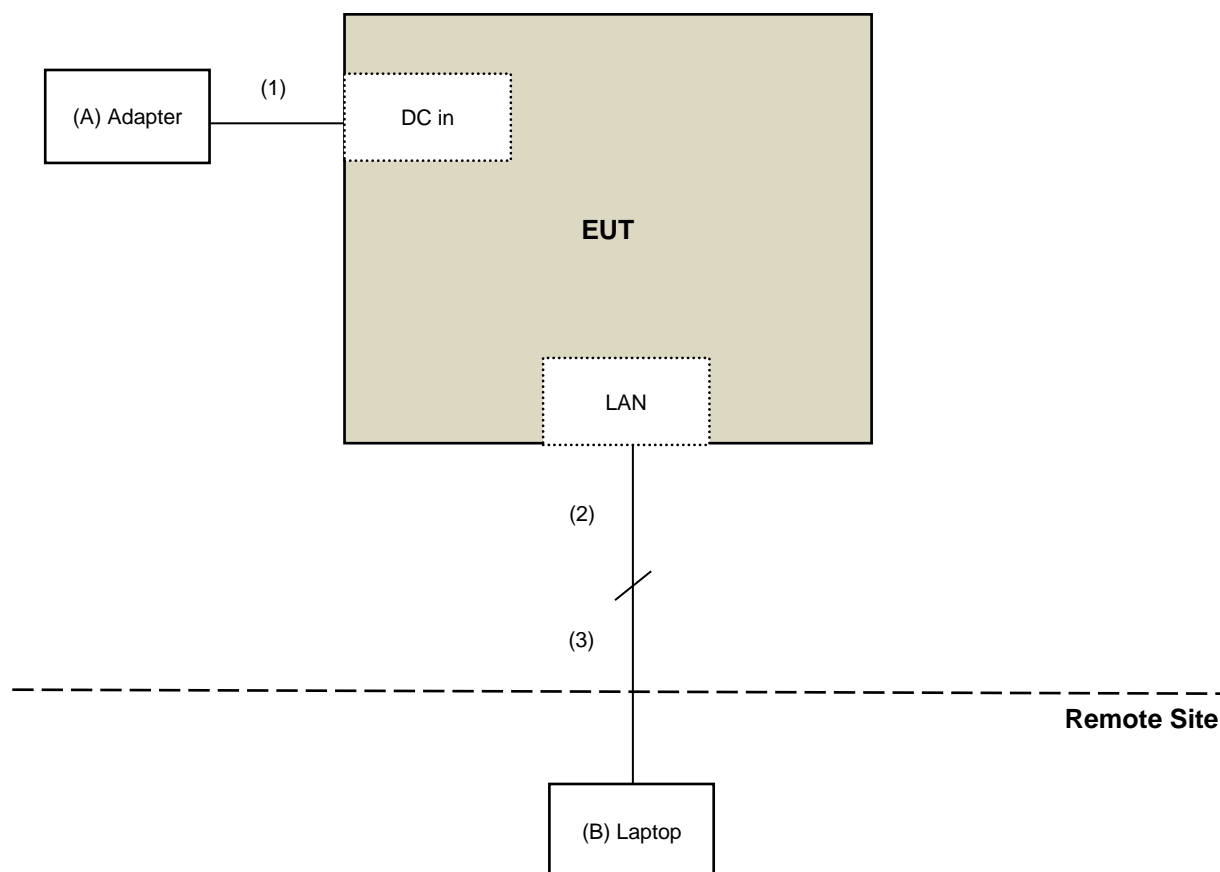 (1)
(A) Adapter
DC in
EUT
LAN
(2)
(3)
Remote Site
(B) Laptop